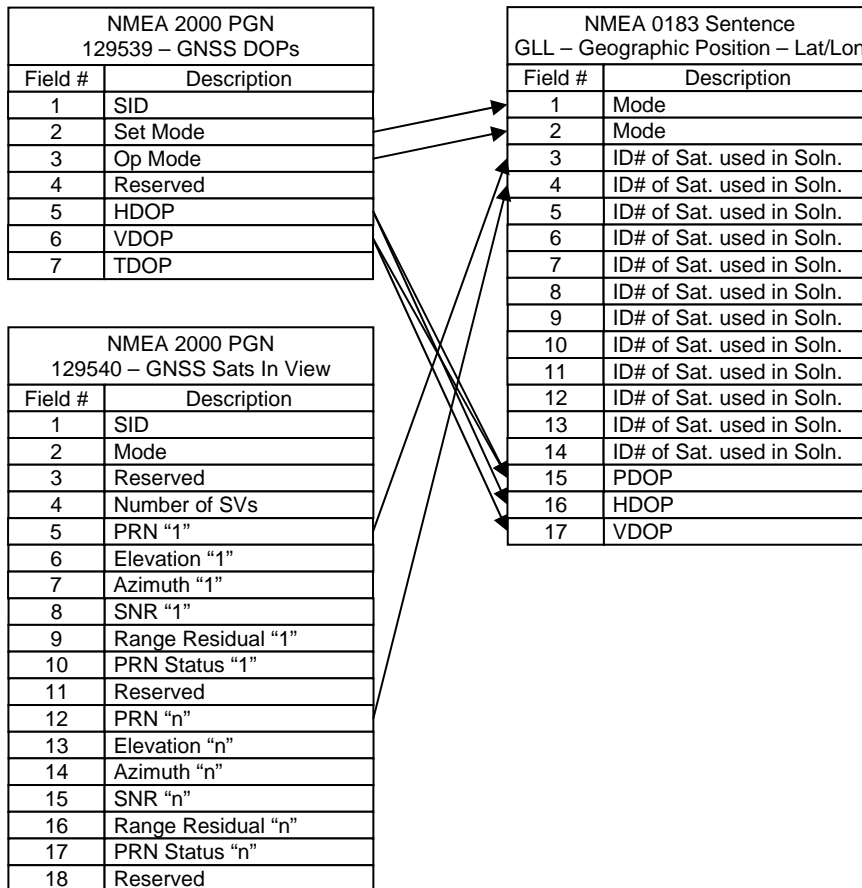 NMEA 2000 PGN
129539 – GNSS DOPs
Field # Description
1 SID
2 Set Mode
3 Op Mode
4 Reserved
5 HDOP
6 VDOP
7 TDOP
NMEA 2000 PGN
129540 – GNSS Sats In View
Field # Description
1 SID
2 Mode
3 Reserved
4 Number of SVs
5 PRN “1”
6 Elevation “1”
7 Azimuth “1”
8 SNR “1”
9 Range Residual “1”
10 PRN Status “1”
11 Reserved
12 PRN “n”
13 Elevation “n”
14 Azimuth “n”
15 SNR “n”
16 Range Residual “n”
17 PRN Status “n”
18 Reserved
NMEA 0183 Sentence
GLL – Geographic Position – Lat/Lon
Field # Description
1 Mode
2 Mode
3 ID# of Sat. used in Soln.
4 ID# of Sat. used in Soln.
5 ID# of Sat. used in Soln.
6 ID# of Sat. used in Soln.
7 ID# of Sat. used in Soln.
8 ID# of Sat. used in Soln.
9 ID# of Sat. used in Soln.
10 ID# of Sat. used in Soln.
11 ID# of Sat. used in Soln.
12 ID# of Sat. used in Soln.
13 ID# of Sat. used in Soln.
14 ID# of Sat. used in Soln.
15 PDOP
16 HDOP
17 VDOP